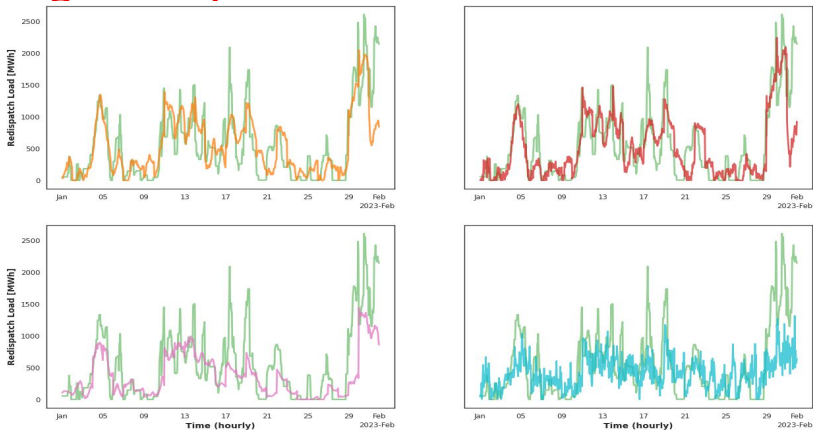 2500
2000
1500
1000
500
0
Redispatch Load [MWh]
Jan 05 09 13 17 21 25 29 Feb
2023-Feb
Jan 05 09 13 17 21 25 29 Feb
2023-Feb
2500
2000
1500
1000
500
0
Redispatch Load [MWh]
Jan 05 09 13 17 21 25 29 Feb
2023-Feb
Time (hourly)
Jan 05 09 13 17 21 25 29 Feb
2023-Feb
Time (hourly)